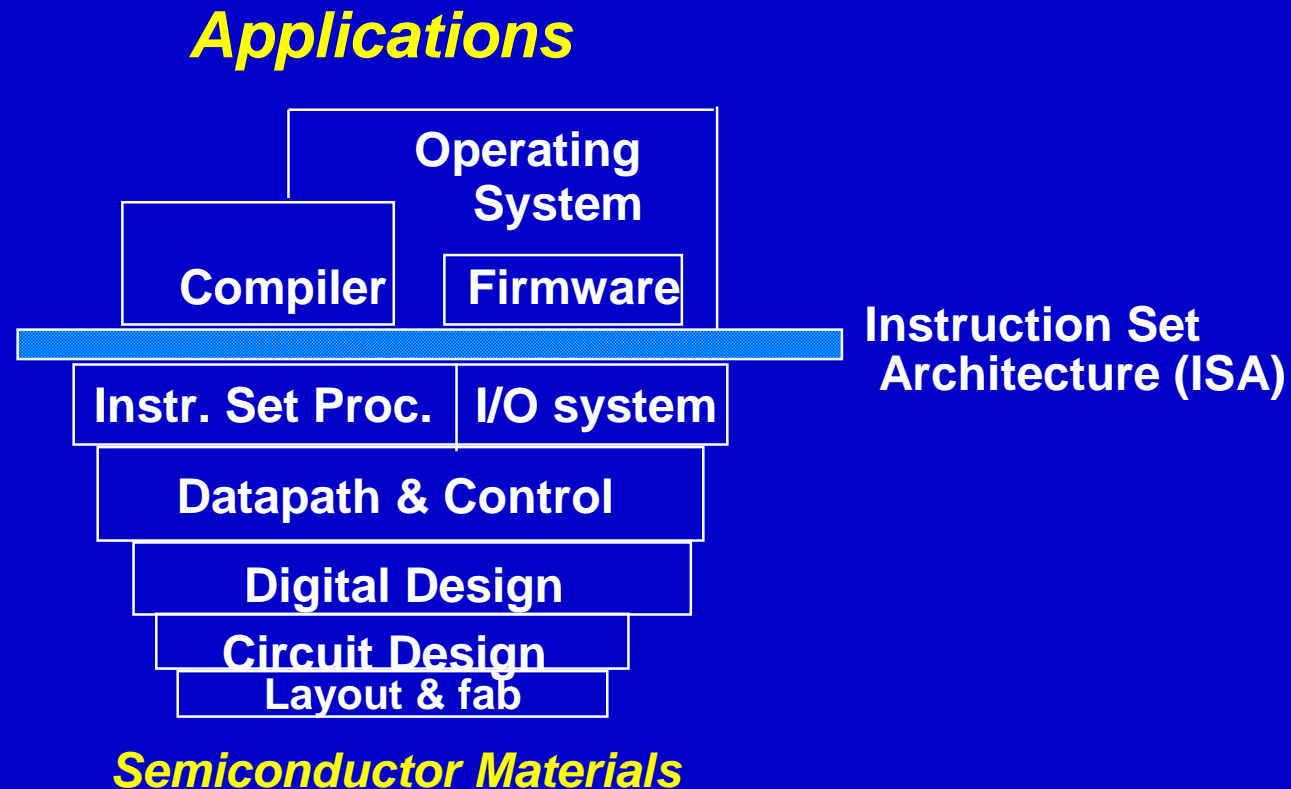 Applications
Operating
System
Compiler
Firmware
Instruction Set
Architecture (ISA)
Instr. Set Proc.
I/O system
Datapath & Control
Digital Design
Circuit Design
Layout & fab
Semiconductor Materials